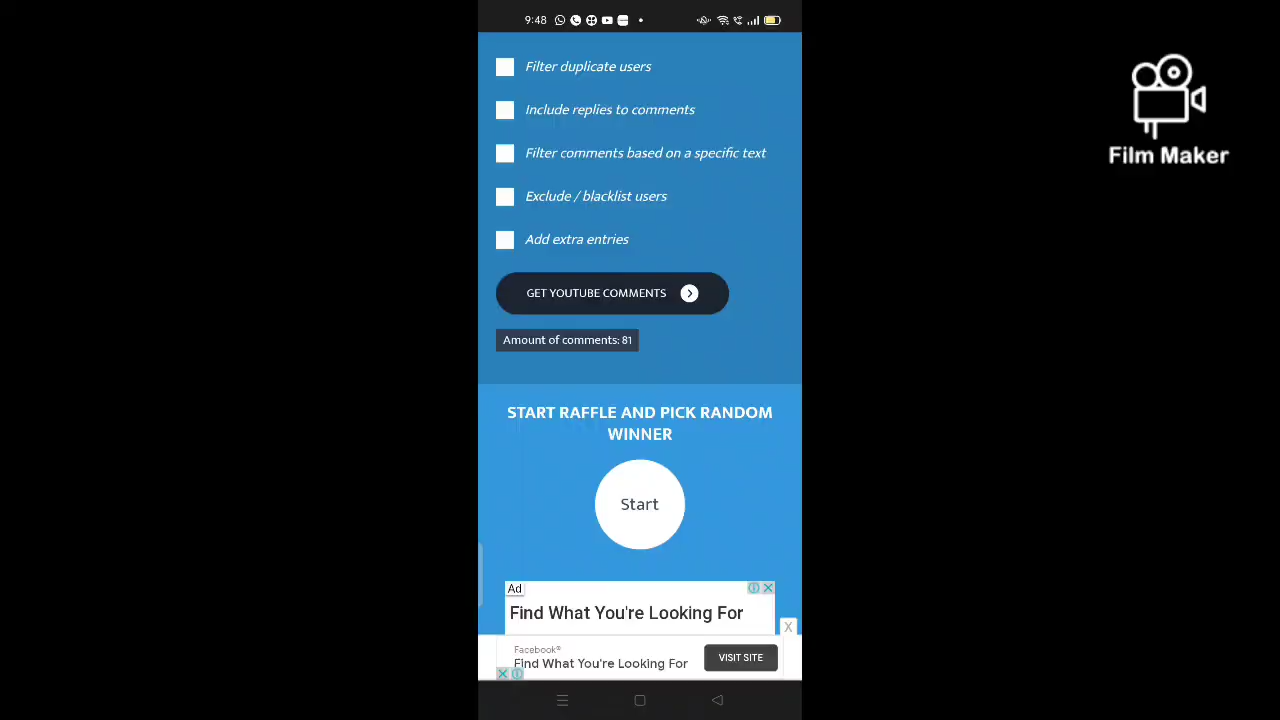 9:48
Film Maker
Filter duplicate users
Include replies to comments
Filter comments based on a specific text
Exclude / blacklist users
Add extra entries
GET YOUTUBE COMMENTS
Amount of comments: 81
START RAFFLE AND PICK RANDOM
WINNER
Start
Ad
Find What You're Looking For
X
Facebook®
Find What You're Looking For
VISIT SITE